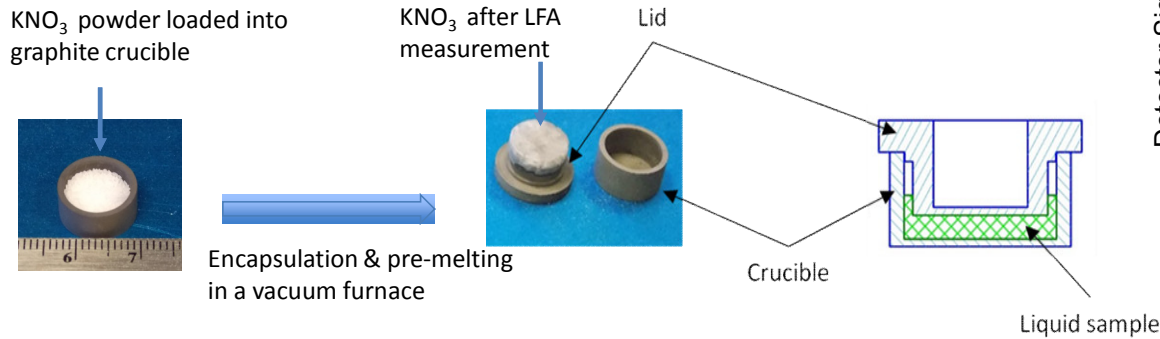 KNO₃ powder loaded into
graphite crucible
KNO₃ after LFA
measurement
Lid
6 7
Encapsulation & pre-melting
in a vacuum furnace
Crucible
Liquid sample
Detector